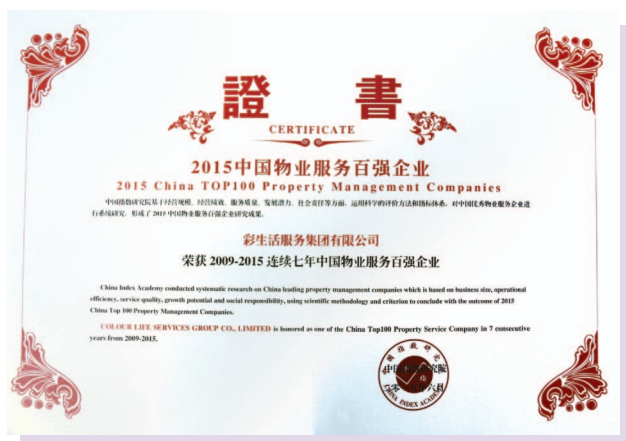 證 書
CERTIFICATE
2015中国物业服务百强企业
2015 China TOP100 Property Management Companies
中国指数研究院基于经营规模、经营绩效、服务质量、发展潜力、社会责任等方面，运用科学的评价方法和指标体系，对中国优秀物业服务企业进
行系统研究，形成了 2015 中国物业服务百强企业研究成果。
彩生活服务集团有限公司
荣获 2009-2015 连续七年中国物业服务百强企业
China Index Academy conducted systematic research on China leading property management companies which is based on business size, operational
efficiency, service quality, growth potential and social responsibility, using scientific methodology and criterion to conclude with the outcome of 2015
China Top 100 Property Management Companies.
COLOUR LIFE SERVICES GROUP CO., LIMITED is honored as one of the China Top100 Property Service Company in 7 consecutive
years from 2009-2015.
中国指数研究院
六月
CHINA INDEX ACADEMY